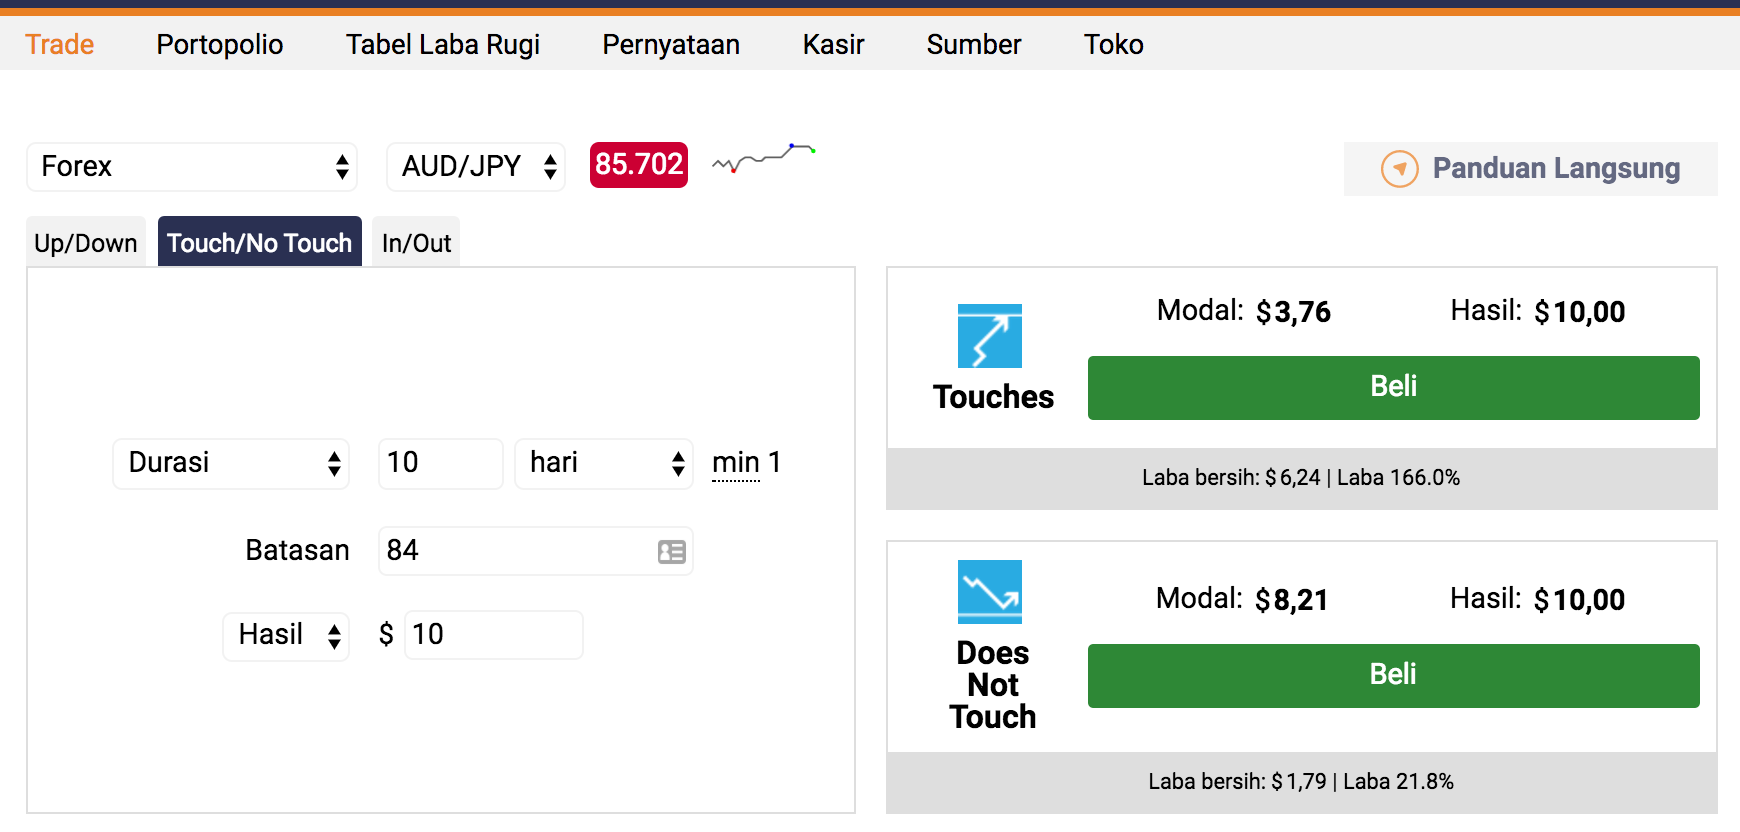 Trade Portopolio Tabel Laba Rugi Pernyataan Kasir Sumber Toko
Forex AUD/JPY 85.702 Panduan Langsung
Up/Down Touch/No Touch In/Out
Durasi 10 hari min 1
Batasan 84
Hasil $ 10
Modal: $ 3,76 Hasil: $ 10,00
Touches
Beli
Laba bersih: $ 6,24 | Laba 166.0%
Modal: $ 8,21 Hasil: $ 10,00
Does
Not
Touch
Beli
Laba bersih: $ 1,79 | Laba 21.8%